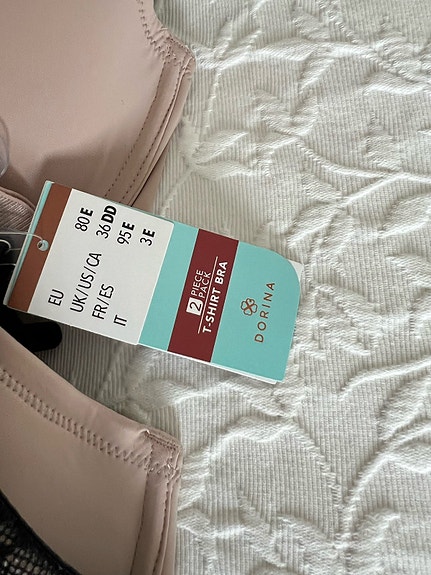 EU 80E
UK/US/CA 36DD
FR/ES 95E
IT 3E
2 PIECE PACK
T-SHIRT BRA
DORINA